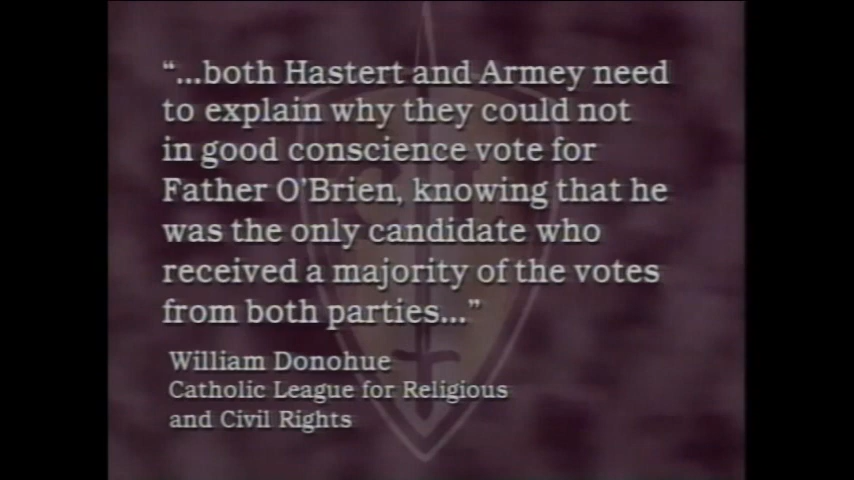 “...both Hastert and Armey need
to explain why they could not
in good conscience vote for
Father O’Brien, knowing that he
was the only candidate who
received a majority of the votes
from both parties...”
William Donohue
Catholic League for Religious
and Civil Rights